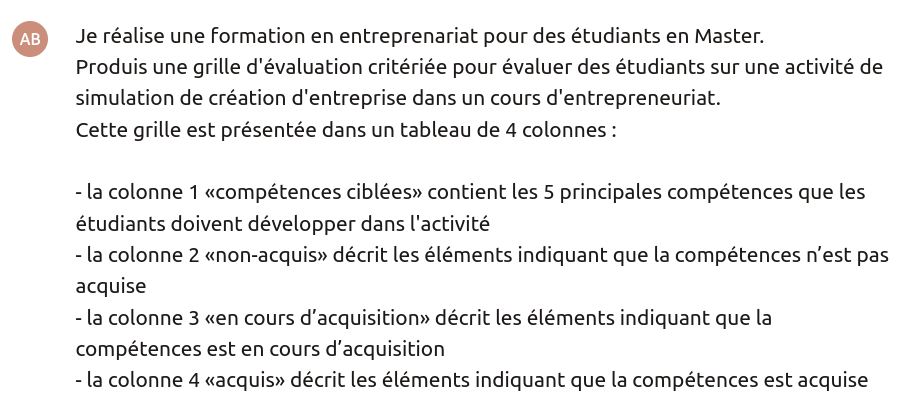 AB
Je réalise une formation en entreprenariat pour des étudiants en Master.
Produis une grille d'évaluation critériée pour évaluer des étudiants sur une activité de
simulation de création d'entreprise dans un cours d'entrepreneuriat.
Cette grille est présentée dans un tableau de 4 colonnes :
- la colonne 1 «compétences ciblées» contient les 5 principales compétences que les
étudiants doivent développer dans l'activité
- la colonne 2 «non-acquis» décrit les éléments indiquant que la compétences n’est pas
acquise
- la colonne 3 «en cours d’acquisition» décrit les éléments indiquant que la
compétences est en cours d’acquisition
- la colonne 4 «acquis» décrit les éléments indiquant que la compétences est acquise